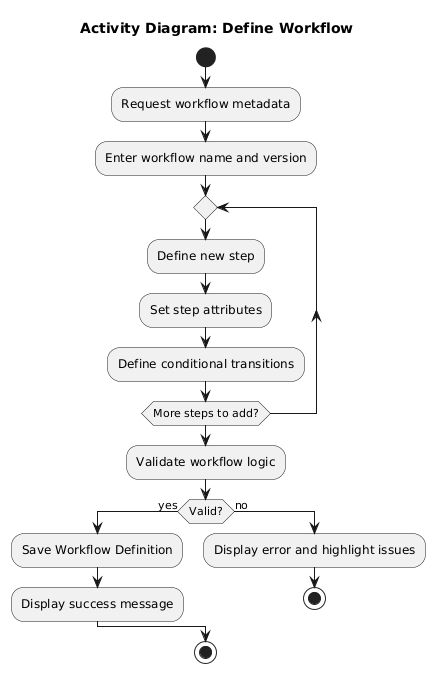 Activity Diagram: Define Workflow
Request workflow metadata
Enter workflow name and version
Define new step
Set step attributes
Define conditional transitions
More steps to add?
Validate workflow logic
yes
Valid?
no
Save Workflow Definition
Display error and highlight issues
Display success message